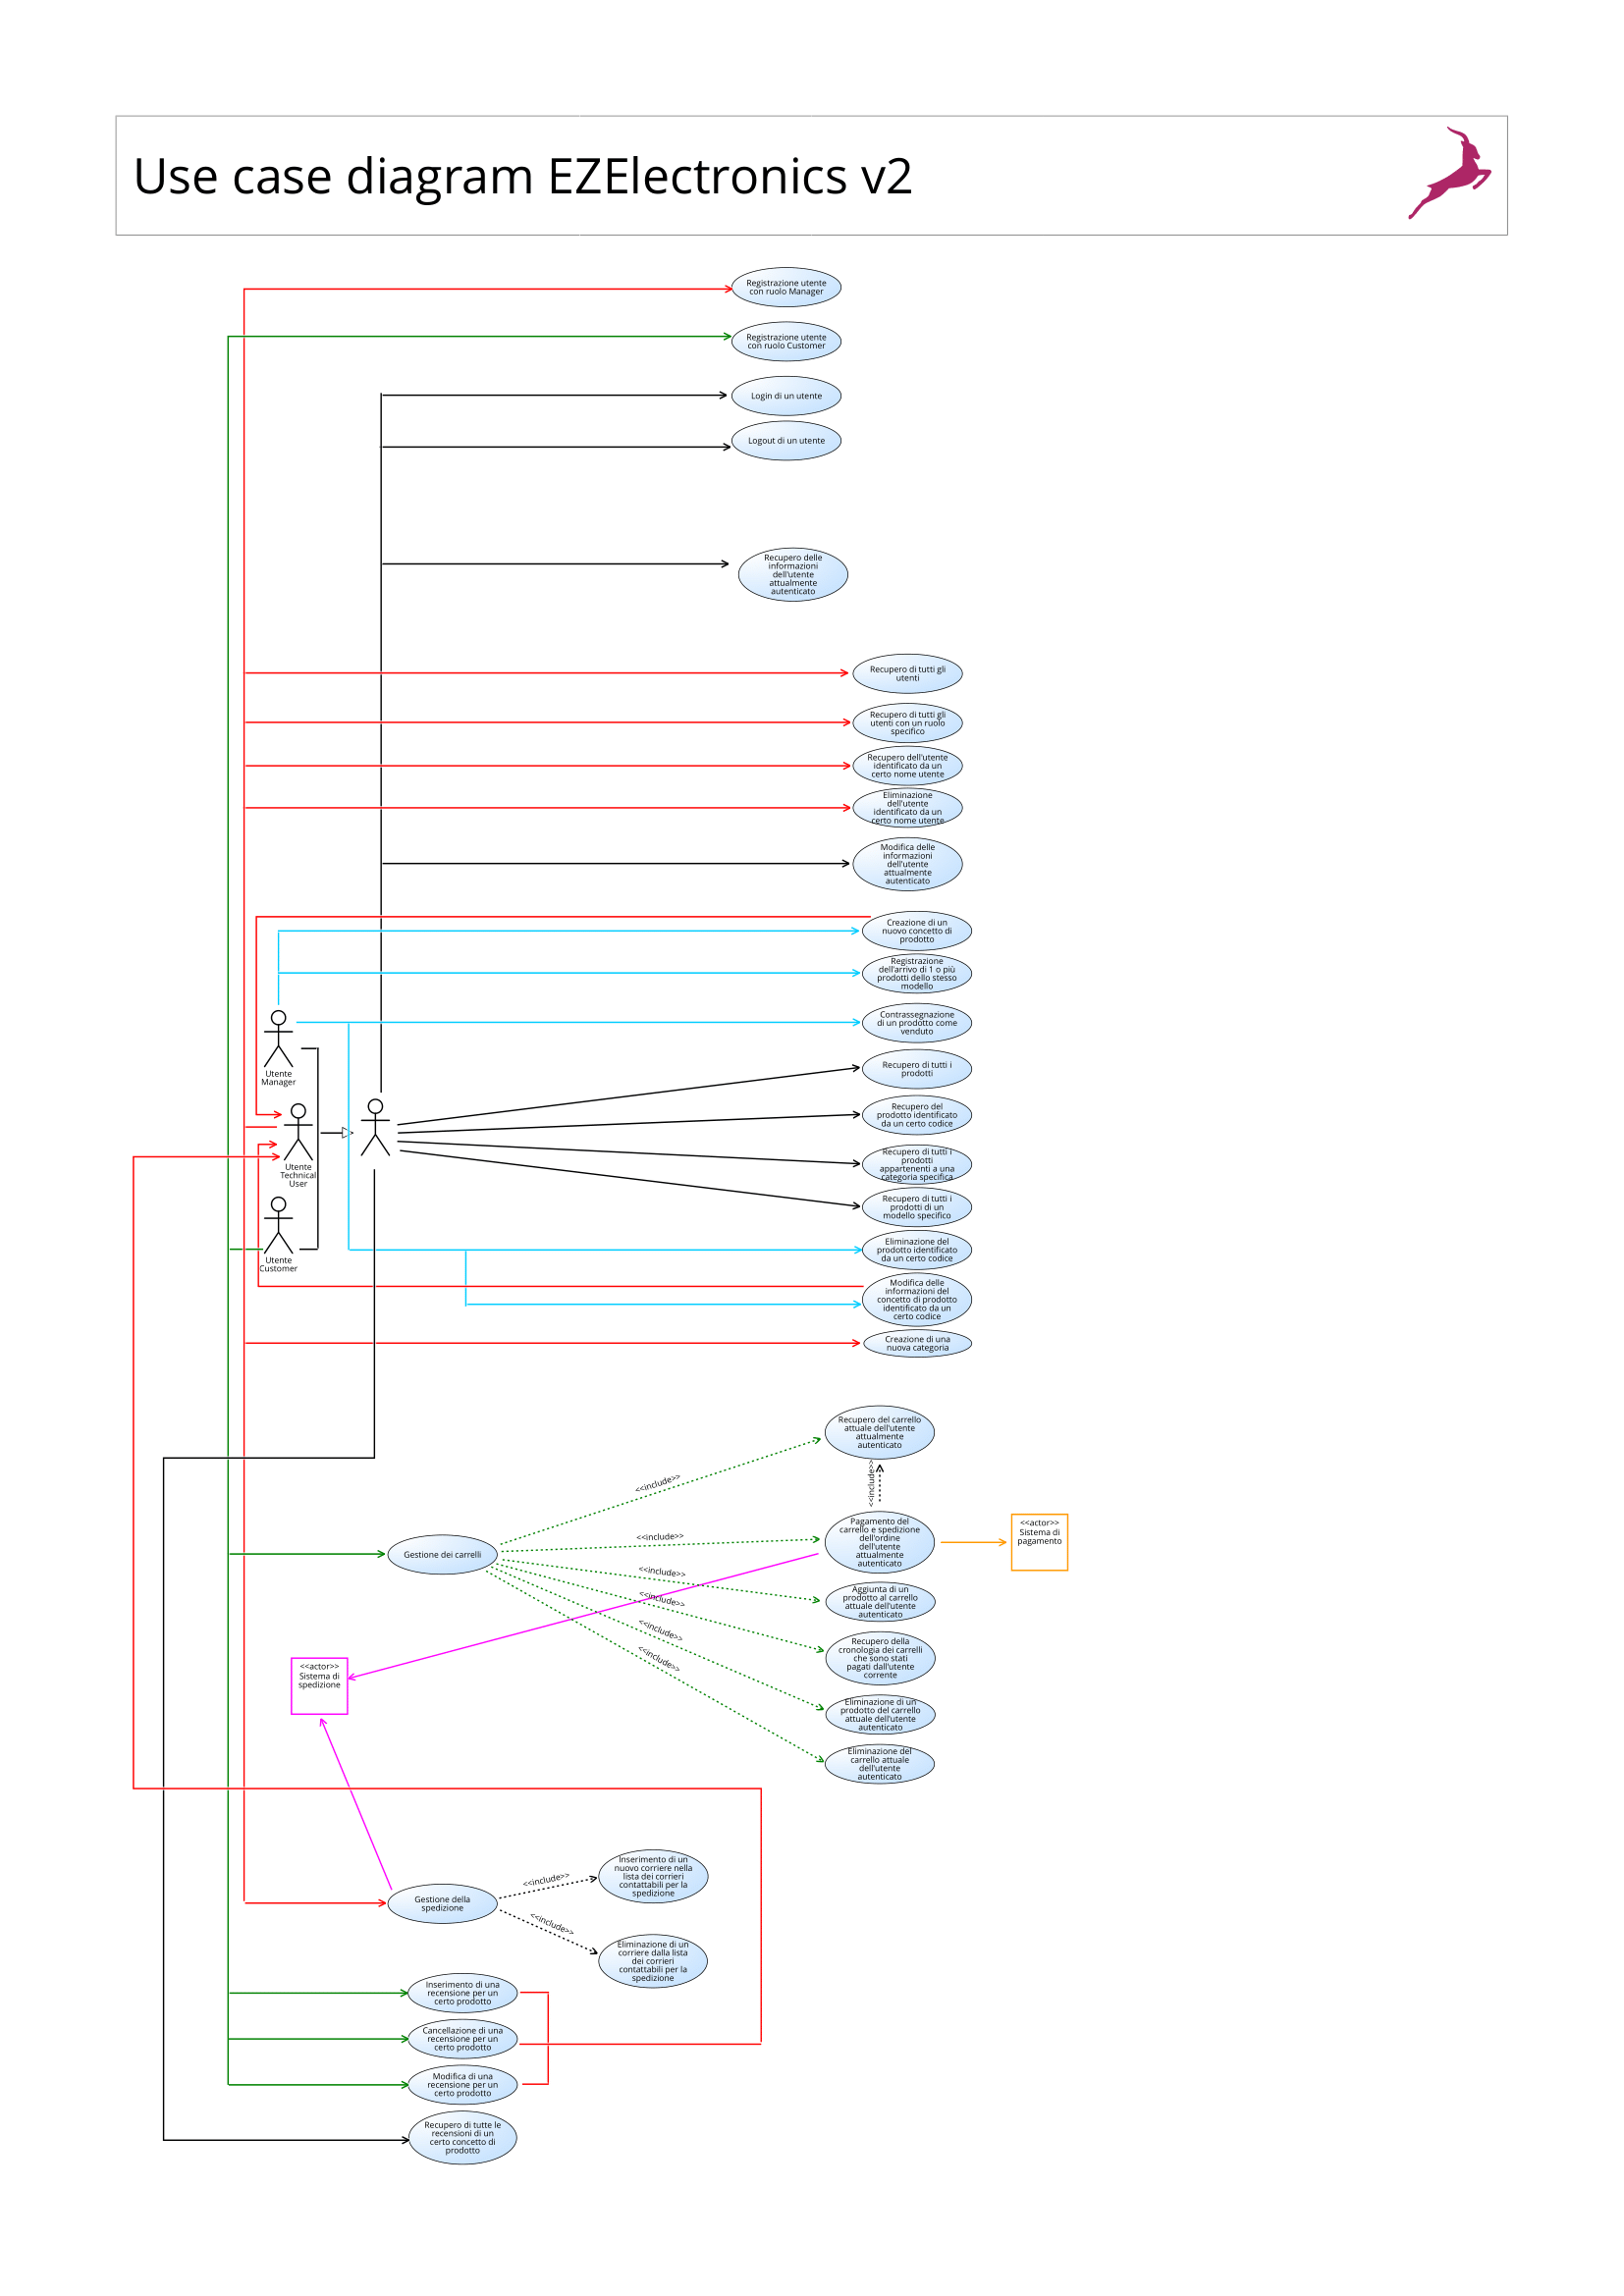 Use case diagram EZElectronics v2
Registrazione utente
con ruolo Manager
Registrazione utente
con ruolo Customer
Login di un utente
Logout di un utente
Recupero delle
informazioni
dell'utente
attualmente
autenticato
Recupero di tutti gli
utenti
Recupero di tutti gli
utenti con un ruolo
specifico
Recupero dell'utente
identificato da un
certo nome utente
Eliminazione
dell'utente
identificato da un
certo nome utente
Modifica delle
informazioni
dell'utente
attualmente
autenticato
Creazione di un
nuovo concetto di
prodotto
Registrazione
dell'arrivo di 1 o più
prodotti dello stesso
modello
Contrassegnazione
di un prodotto come
venduto
Utente
Manager
Recupero di tutti i
prodotti
Recupero del
prodotto identificato
da un certo codice
Utente
Technical
User
Recupero di tutti i
prodotti
appartenenti a una
categoria specifica
Recupero di tutti i
prodotti di un
modello specifico
Utente
Customer
Eliminazione del
prodotto identificato
da un certo codice
Modifica delle
informazioni del
concetto di prodotto
identificato da un
certo codice
Creazione di una
nuova categoria
Recupero del carrello
attuale dell'utente
attualmente
autenticato
<<include>>
<<include>>
Pagamento del
carrello e spedizione
dell'ordine
dell'utente
attualmente
autenticato
<<actor>>
Sistema di
pagamento
Gestione dei carrelli
<<include>>
<<include>>
<<include>>
<<include>>
<<include>>
Aggiunta di un
prodotto al carrello
attuale dell'utente
autenticato
Recupero della
cronologia dei carrelli
che sono stati
pagati dall'utente
corrente
<<actor>>
Sistema di
spedizione
Eliminazione di un
prodotto del carrello
attuale dell'utente
autenticato
Eliminazione del
carrello attuale
dell'utente
autenticato
Gestione della
spedizione
<<include>>
<<include>>
Inserimento di un
nuovo corriere nella
lista dei corrieri
contattabili per la
spedizione
Eliminazione di un
corriere dalla lista
dei corrieri
contattabili per la
spedizione
Inserimento di una
recensione per un
certo prodotto
Cancellazione di una
recensione per un
certo prodotto
Modifica di una
recensione per un
certo prodotto
Recupero di tutte le
recensioni di un
certo concetto di
prodotto